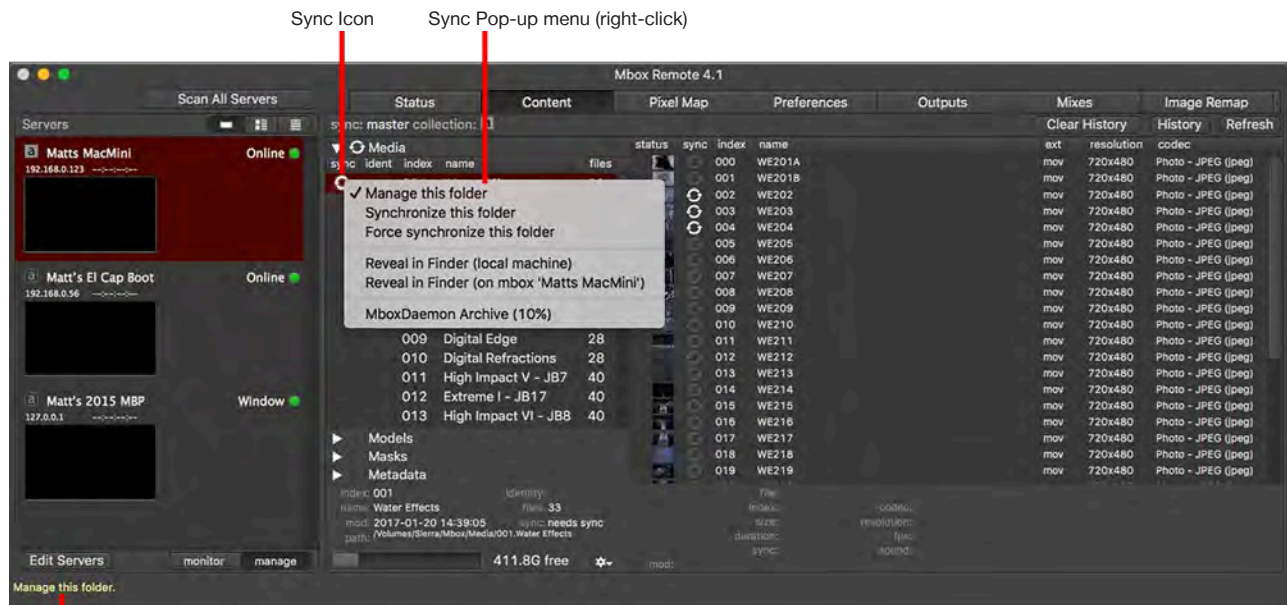 Sync Icon
Sync Pop-up menu (right-click)
Mbox Remote 4.1
Scan All Servers
Status Content Pixel Map Preferences Outputs Mixes Image Remap
Servers
sync: master collection:
Clear History History Refresh
Matts MacMini Online
192.168.0.123 --:--:--:--
Matt's El Cap Boot Online
192.168.0.56 --:--:--:--
Matt's 2015 MBP Window
127.0.0.1 --:--:--:--
Edit Servers monitor manage
Media
sync ident index name files
Manage this folder
Synchronize this folder
Force synchronize this folder
Reveal in Finder (local machine)
Reveal in Finder (on mbox 'Matts MacMini')
MboxDaemon Archive (10%)
009 Digital Edge 28
010 Digital Refractions 28
011 High Impact V - JB7 40
012 Extreme I - JB17 40
013 High Impact VI - JB8 40
Models
Masks
Metadata
index: 001 identity:
name: Water Effects files: 33
mod: 2017-01-20 14:39:05 sync: needs sync
path: /Volumes/Sierra/Mbox/Media/001.Water Effects
411.8G free
status sync index name ext resolution codec
000 WE201A mov 720x480 Photo - JPEG (jpeg)
001 WE201B mov 720x480 Photo - JPEG (jpeg)
002 WE202 mov 720x480 Photo - JPEG (jpeg)
003 WE203 mov 720x480 Photo - JPEG (jpeg)
004 WE204 mov 720x480 Photo - JPEG (jpeg)
005 WE205 mov 720x480 Photo - JPEG (jpeg)
006 WE206 mov 720x480 Photo - JPEG (jpeg)
007 WE207 mov 720x480 Photo - JPEG (jpeg)
008 WE208 mov 720x480 Photo - JPEG (jpeg)
009 WE209 mov 720x480 Photo - JPEG (jpeg)
010 WE210 mov 720x480 Photo - JPEG (jpeg)
011 WE211 mov 720x480 Photo - JPEG (jpeg)
012 WE212 mov 720x480 Photo - JPEG (jpeg)
013 WE213 mov 720x480 Photo - JPEG (jpeg)
014 WE214 mov 720x480 Photo - JPEG (jpeg)
015 WE215 mov 720x480 Photo - JPEG (jpeg)
016 WE216 mov 720x480 Photo - JPEG (jpeg)
017 WE217 mov 720x480 Photo - JPEG (jpeg)
018 WE218 mov 720x480 Photo - JPEG (jpeg)
019 WE219 mov 720x480 Photo - JPEG (jpeg)
file:
index: codec:
size: resolution:
duration: fps:
sync: sound:
mod:
Manage this folder.